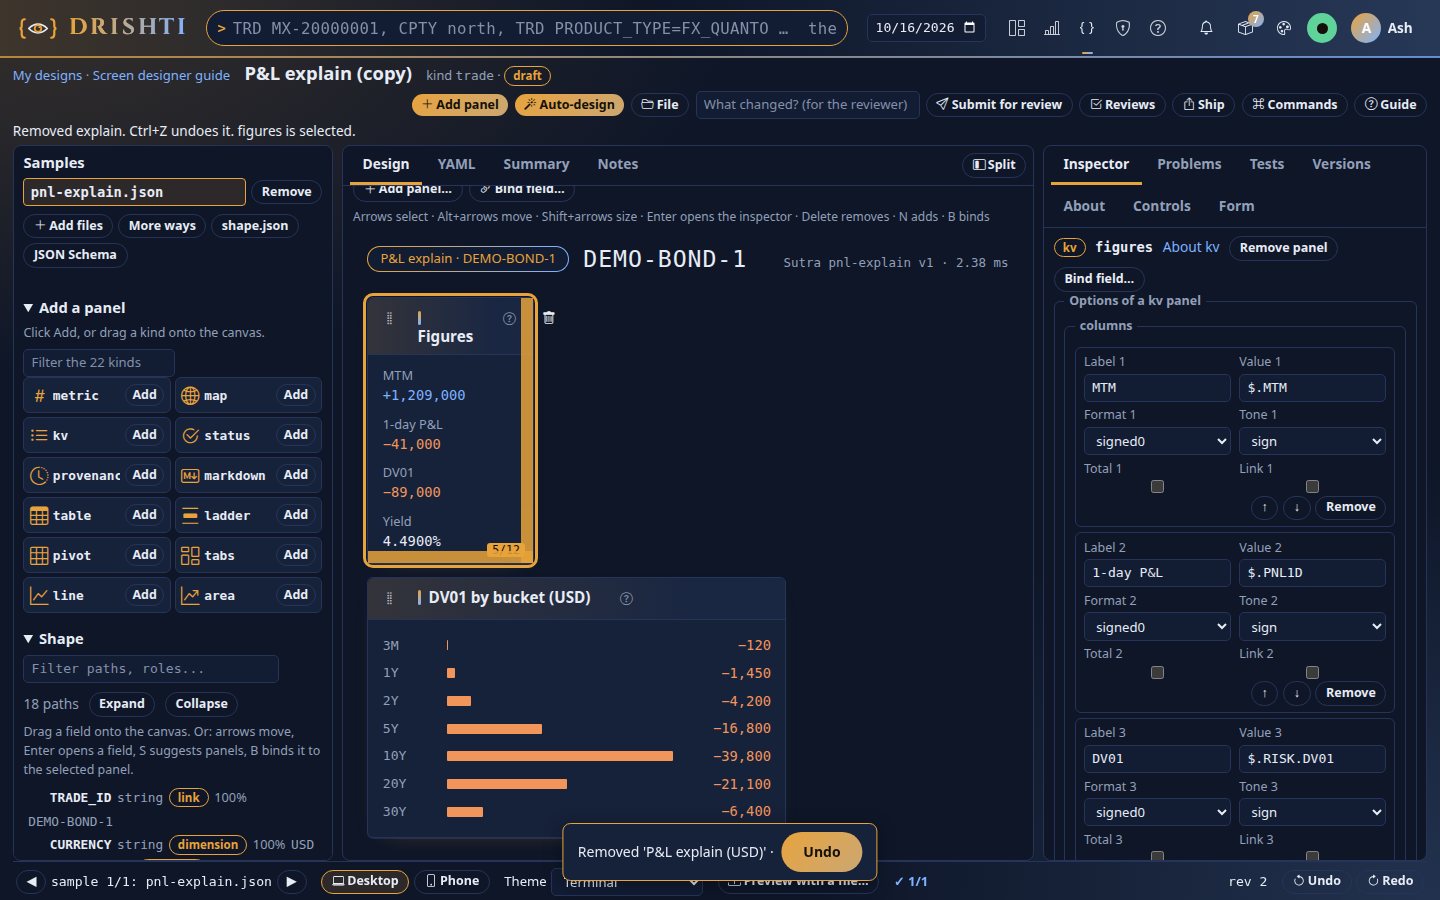 DRISHTI
> TRD MX-20000001, CPTY north, TRD PRODUCT_TYPE=FX_QUANTO … the
10/16/2026
7
A Ash
My designs · Screen designer guide P&L explain (copy) kind trade · draft
+ Add panel Auto-design File What changed? (for the reviewer) Submit for review Reviews Ship Commands Guide
Removed explain. Ctrl+Z undoes it. figures is selected.
Samples
pnl-explain.json Remove
+ Add files More ways shape.json
JSON Schema
Add a panel
Click Add, or drag a kind onto the canvas.
Filter the 22 kinds
metric Add map Add
kv Add status Add
provenanc Add markdown Add
table Add ladder Add
pivot Add tabs Add
line Add area Add
Shape
Filter paths, roles...
18 paths Expand Collapse
Drag a field onto the canvas. Or: arrows move,
Enter opens a field, S suggests panels, B binds it to
the selected panel.
TRADE_ID string link 100%
DEMO-BOND-1
CURRENCY string dimension 100% USD
Design YAML Summary Notes Split
+ Add panel... Bind field...
Arrows select · Alt+arrows move · Shift+arrows size · Enter opens the inspector · Delete removes · N adds · B binds
P&L explain · DEMO-BOND-1 DEMO-BOND-1 Sutra pnl-explain v1 · 2.38 ms
Figures
MTM
+1,209,000
1-day P&L
−41,000
DV01
−89,000
Yield
4.4900%
5/12
DV01 by bucket (USD)
3M −120
1Y −1,450
2Y −4,200
5Y −16,800
10Y −39,800
20Y −21,100
30Y −6,400
Inspector Problems Tests Versions
About Controls Form
kv figures About kv Remove panel
Bind field...
Options of a kv panel
columns
Label 1 Value 1
MTM $.MTM
Format 1 Tone 1
signed0 sign
Total 1 Link 1
↑ ↓ Remove
Label 2 Value 2
1-day P&L $.PNL1D
Format 2 Tone 2
signed0 sign
Total 2 Link 2
↑ ↓ Remove
Label 3 Value 3
DV01 $.RISK.DV01
Format 3 Tone 3
signed0 sign
Total 3 Link 3
Removed 'P&L explain (USD)' · Undo
◀ sample 1/1: pnl-explain.json ▶ Desktop Phone Theme Terminal Preview with a file... ✓ 1/1 rev 2 Undo Redo